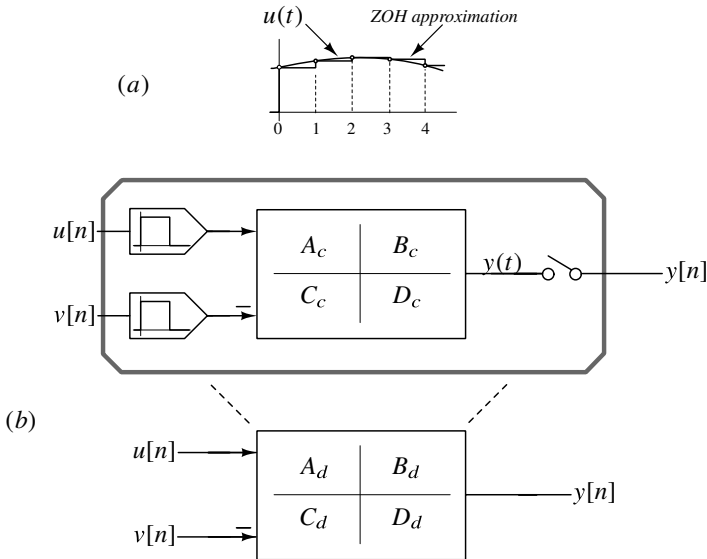 u(t) ZOH approximation
(a)
0 1 2 3 4
u[n]
A_c B_c
y(t)
y[n]
C_c D_c
v[n] −
(b)
u[n]
A_d B_d
y[n]
C_d D_d
v[n] −